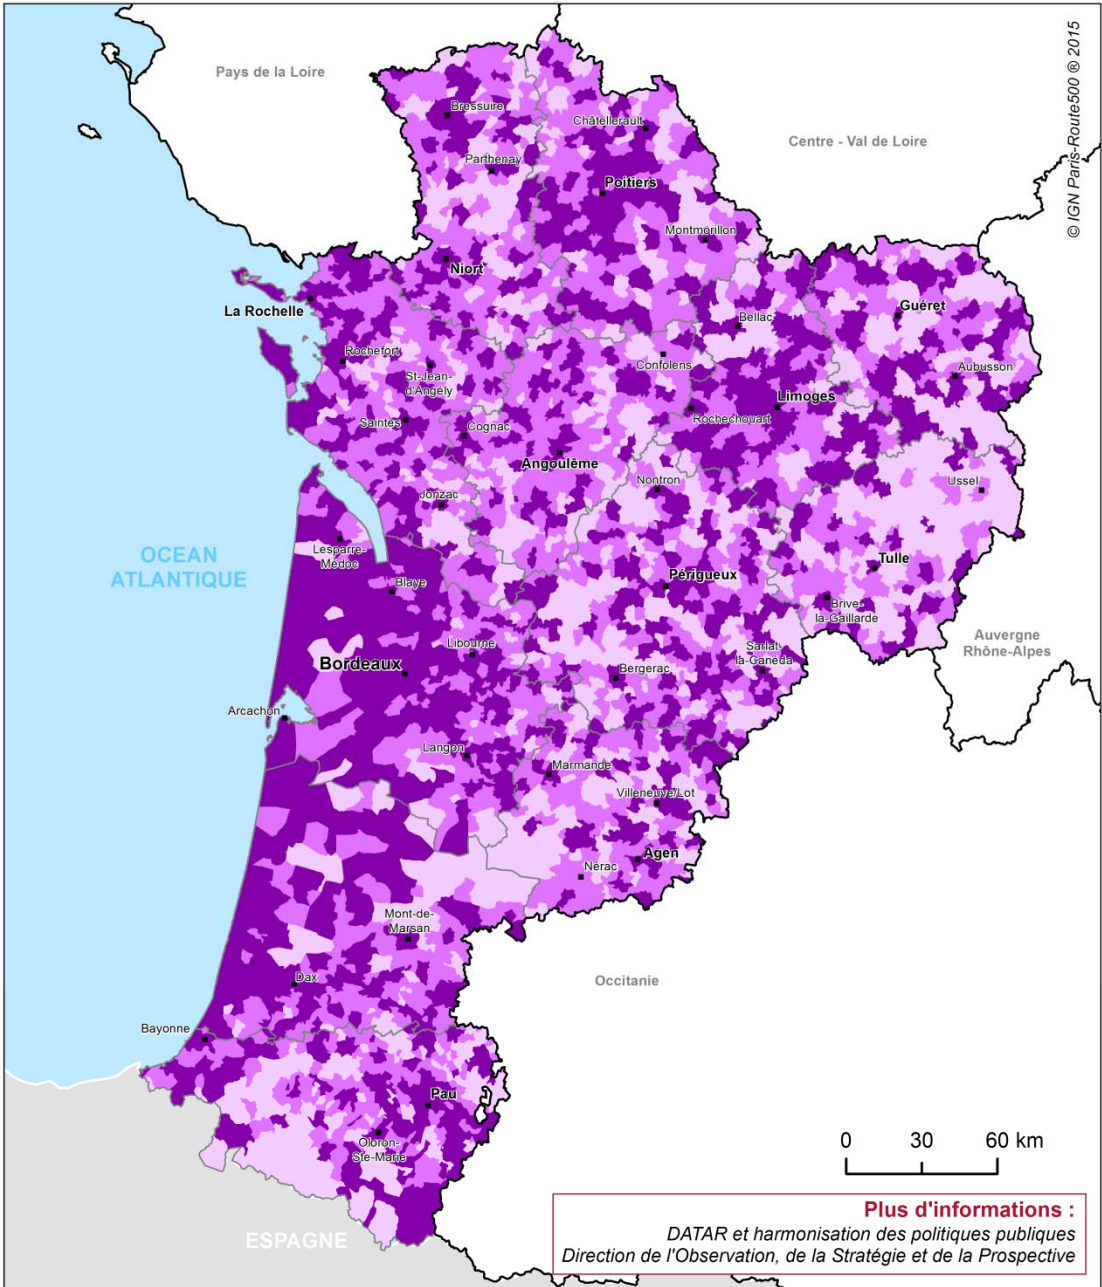 © IGN Paris-Route500 ® 2015
Pays de la Loire
Bressuire
Châtellerault
Centre - Val de Loire
Parthenay
Poitiers
Montmorillon
Niort
La Rochelle
Guéret
Bellac
Rochefort
Confolens
St-Jean-
d'Angely
Aubusson
Limoges
Rochechouart
Saintes
Cognac
Angoulême
Nontron
Ussel
Jonzac
OCEAN
ATLANTIQUE
Lesparre-
Médoc
Tulle
Périgueux
Blaye
Brive-
la-Gaillarde
Auvergne
Rhône-Alpes
Libourne
Sarlat-
la-Canéda
Bordeaux
Bergerac
Arcachon
Langon
Marmande
Villeneuve/Lot
Agen
Nérac
Mont-de-
Marsan
Dax
Occitanie
Bayonne
Pau
Oloron-
Ste-Marie
0 30 60 km
ESPAGNE
Plus d'informations :
DATAR et harmonisation des politiques publiques
Direction de l'Observation, de la Stratégie et de la Prospective